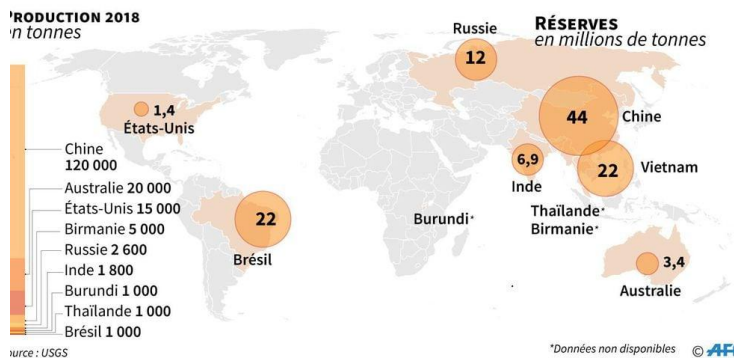 PRODUCTION 2018
en tonnes
Chine
120 000
Australie 20 000
États-Unis 15 000
Birmanie 5 000
Russie 2 600
Inde 1 800
Burundi 1 000
Thaïlande 1 000
Brésil 1 000
Source : USGS
RÉSERVES
en millions de tonnes
Russie
12
1,4
États-Unis
44
Chine
6,9
Inde
22
Vietnam
22
Brésil
Burundi*
Thaïlande*
Birmanie*
3,4
Australie
*Données non disponibles
© AF